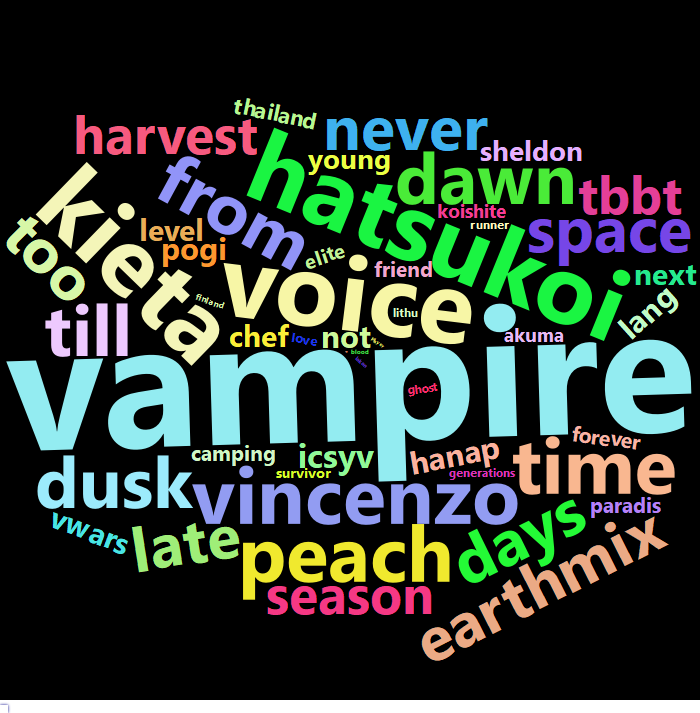 thailand
harvest
never
sheldon
young
dawn
hatsukoi
from
tbbt
kieta
koishite
level
runner
space
too
pogi
elite
voice
friend
next
finland
lithu
lang
till
chef
love
not
akuma
blood
vampire
ghost
camping
icsyv
hanap
forever
survivor
generations
time
dusk
vincenzo
paradis
vwars
late
peach
days
season
earthmix